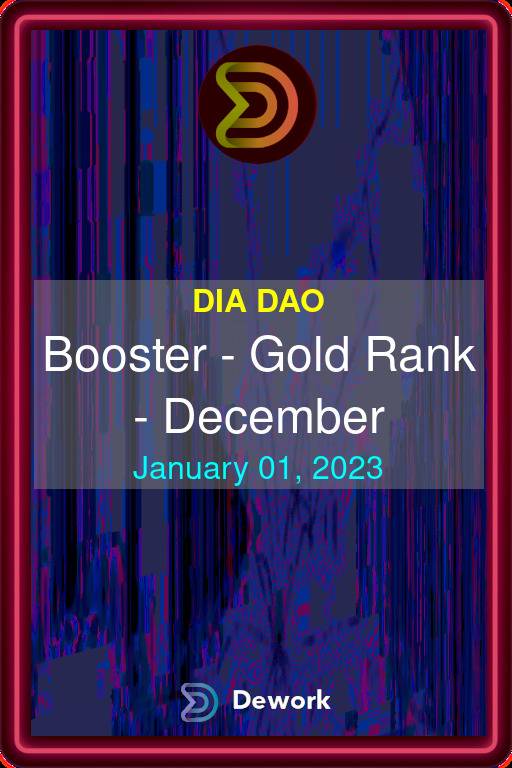 DIA DAO
Booster - Gold Rank
- December
January 01, 2023
Dework